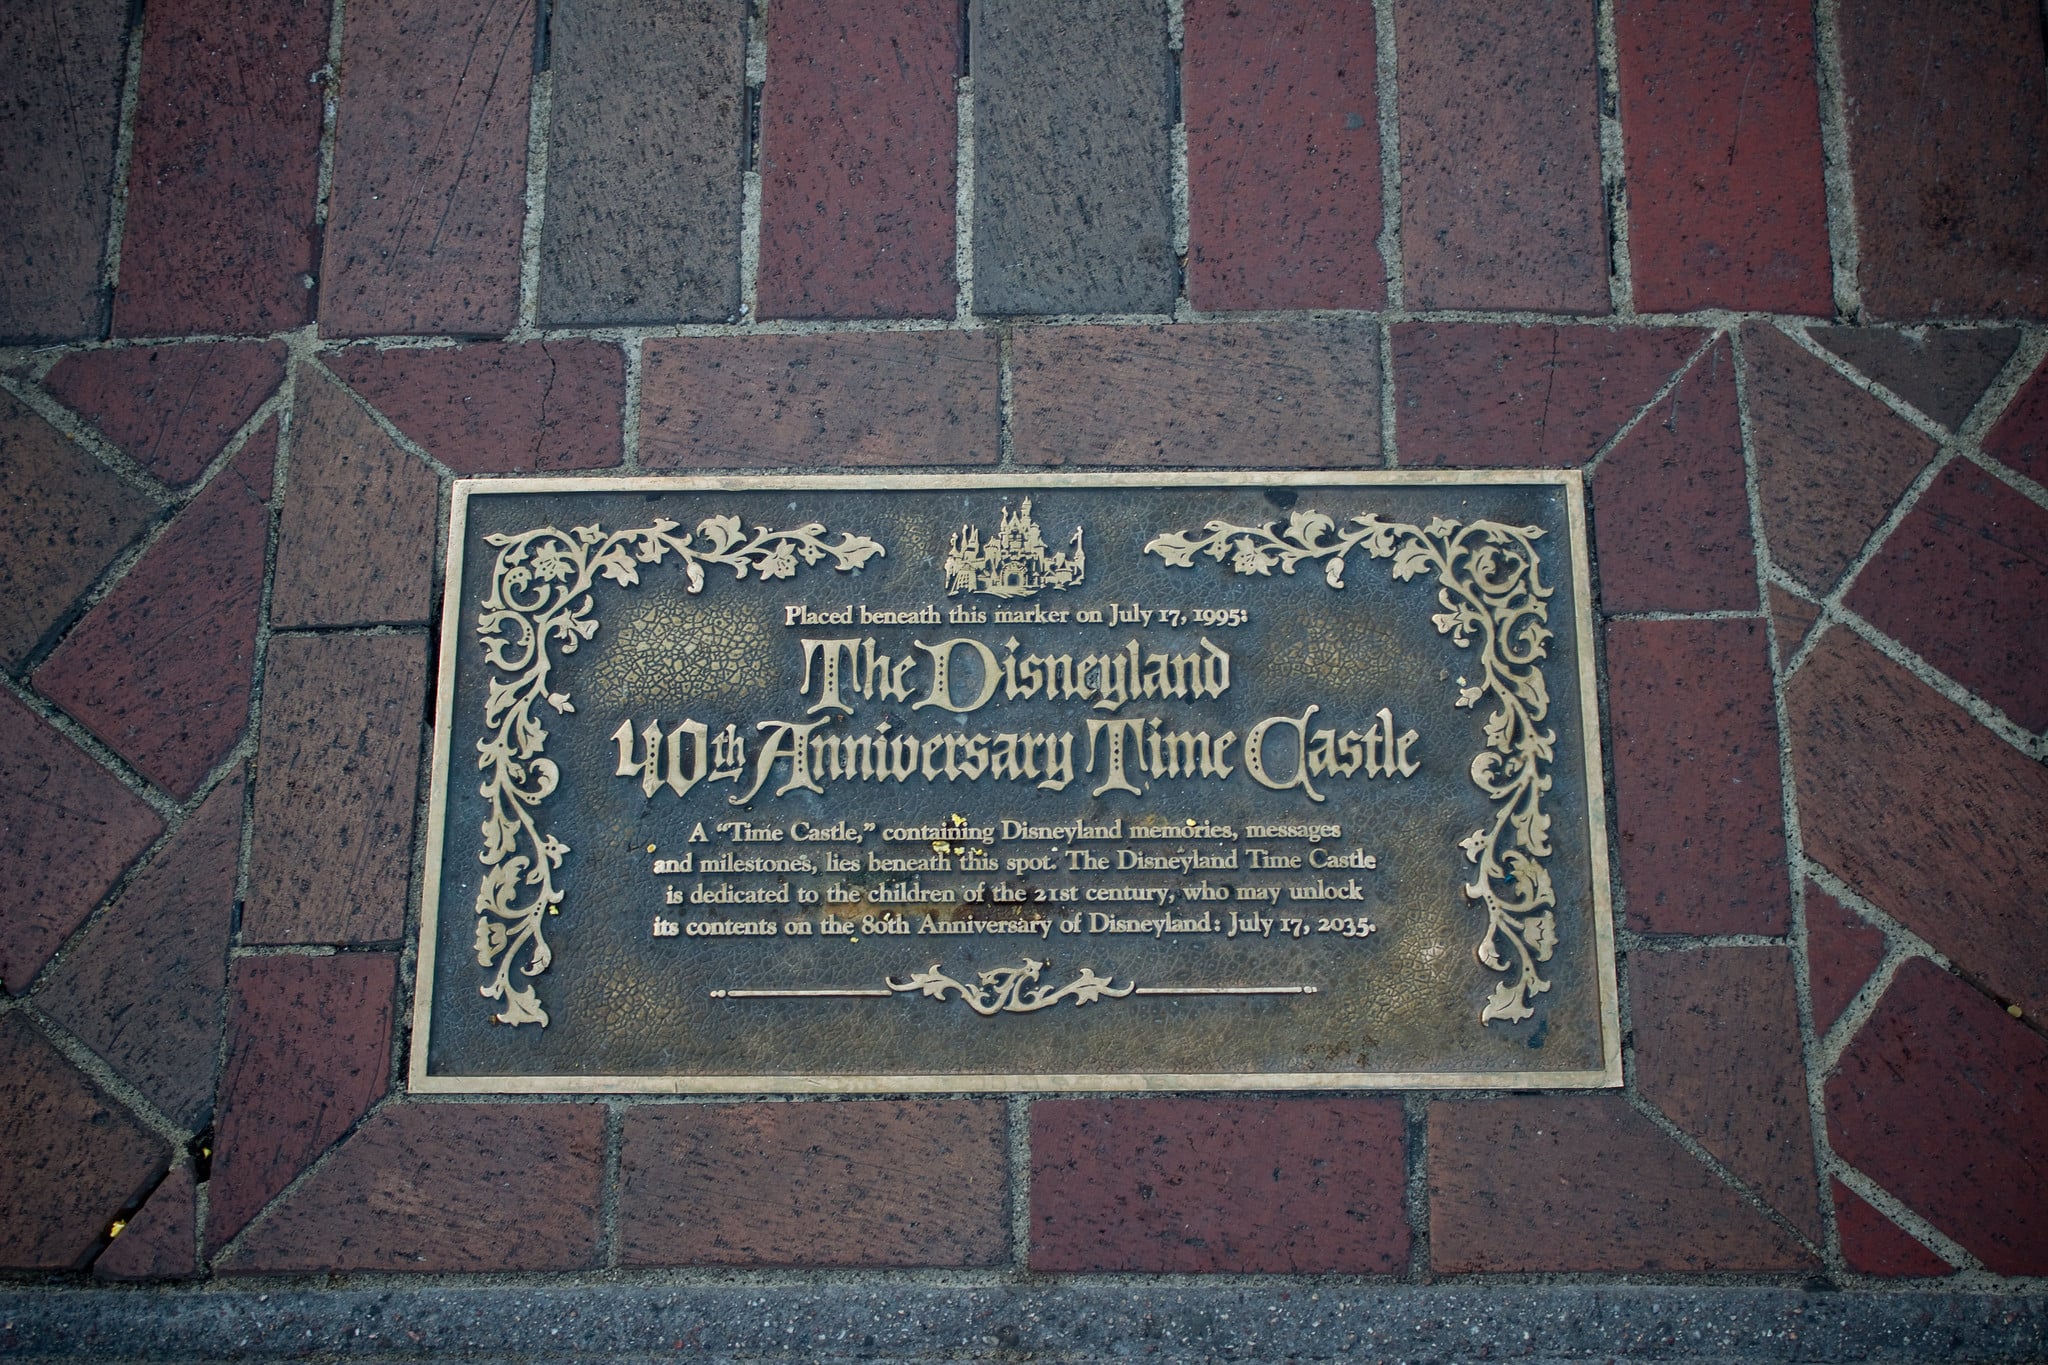 Placed beneath this marker on July 17, 1995:
The Disneyland
40th Anniversary Time Castle
A “Time Castle,” containing Disneyland memories, messages
and milestones, lies beneath this spot. The Disneyland Time Castle
is dedicated to the children of the 21st century, who may unlock
its contents on the 80th Anniversary of Disneyland: July 17, 2035.